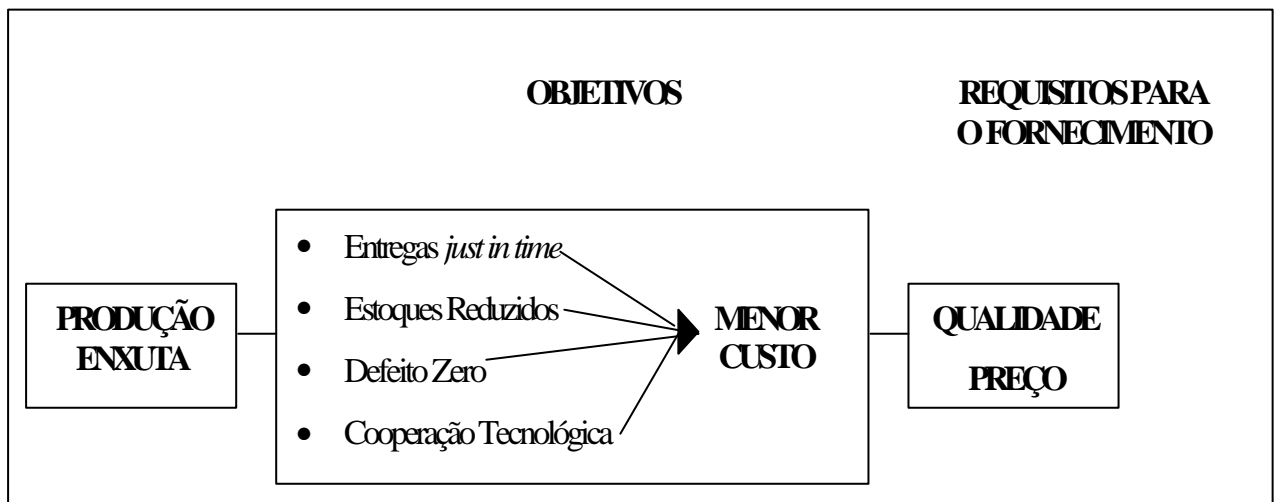 OBJETIVOS
REQUISITOS PARA
O FORNECIMENTO
PRODUÇÃO
ENXUTA
• Entregas just in time
• Estoques Reduzidos
• Defeito Zero
• Cooperação Tecnológica
MENOR
CUSTO
QUALIDADE
PREÇO